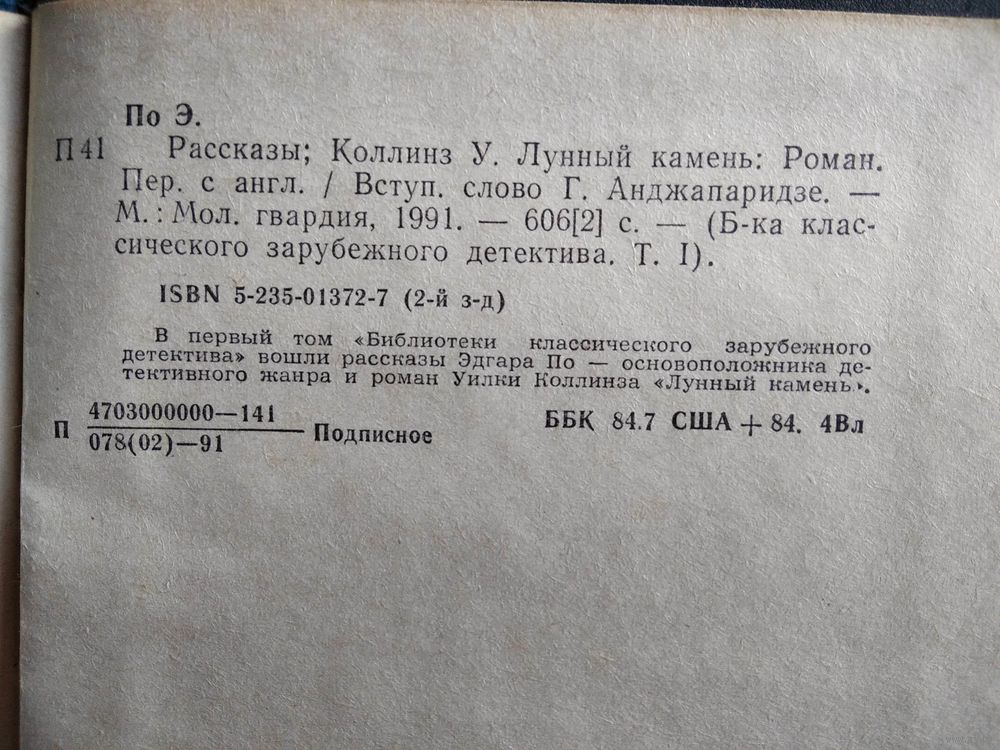 По Э.
П 41 Рассказы; Коллинз У. Лунный камень: Роман.
Пер. с англ. / Вступ. слово Г. Анджапаридзе. —
М.: Мол. гвардия, 1991. — 606[2] с. — (Б-ка клас-
сического зарубежного детектива. Т. I).
ISBN 5-235-01372-7 (2-й з-д)
В первый том «Библиотеки классического зарубежного
детектива» вошли рассказы Эдгара По — основоположника де-
тективного жанра и роман Уилки Коллинза «Лунный камень».
П 4703000000—141
078(02)—91
Подписное
ББК 84.7 США + 84. 4Вл